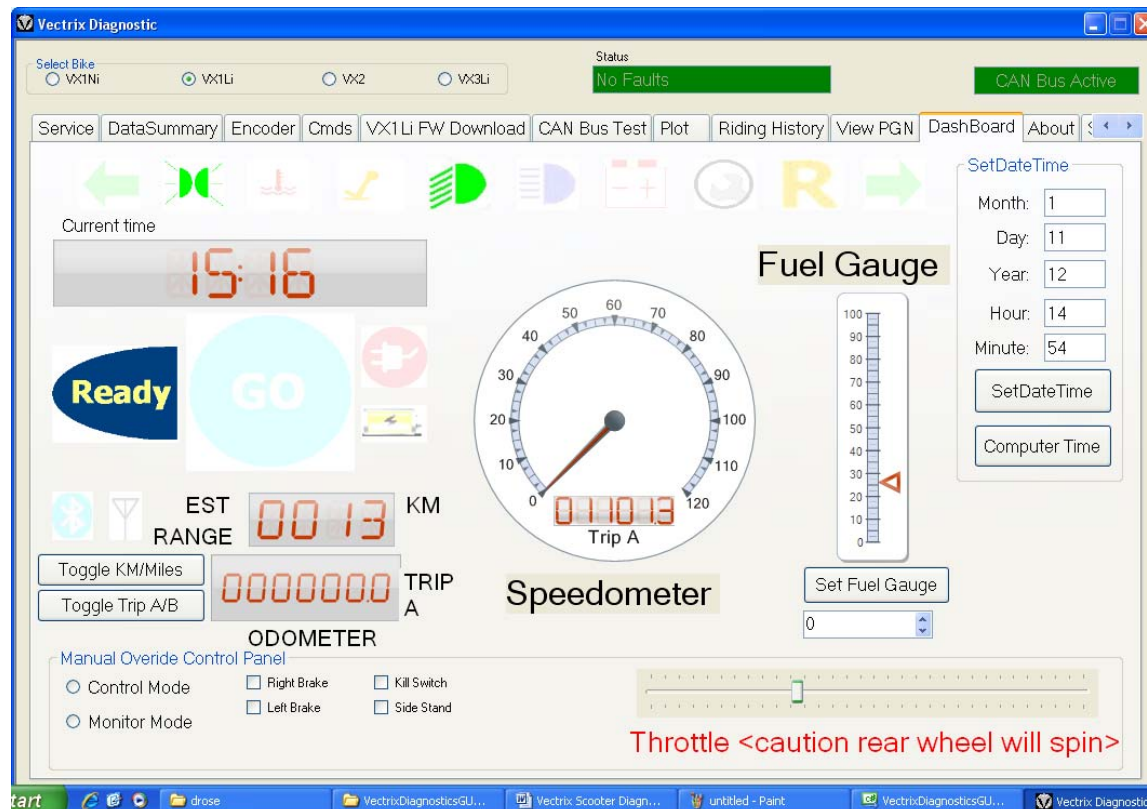 Vectrix Diagnostic
Select Bike
VX1Ni VX1Li VX2 VX3Li
Status
No Faults
CAN Bus Active
Service DataSummary Encoder Cmds VX1Li FW Download CAN Bus Test Plot Riding History View PGN DashBoard About
R
SetDateTime
Month: 1
Day: 11
Year: 12
Hour: 14
Minute: 54
SetDateTime
Computer Time
Current time
15:16
Ready
GO
EST RANGE
0013
KM
Toggle KM/Miles
Toggle Trip A/B
0000000.0
TRIP A
ODOMETER
0 10 20 30 40 50 60 70 80 90 100 110 120
01101.3
Trip A
Speedometer
Fuel Gauge
100
90
80
70
60
50
40
30
20
10
0
Set Fuel Gauge
0
Manual Overide Control Panel
Control Mode
Monitor Mode
Right Brake
Left Brake
Kill Switch
Side Stand
Throttle <caution rear wheel will spin>
tart
drose
VectrixDiagnosticsGU...
Vectrix Scooter Diagn...
untitled - Paint
VectrixDiagnosticsGU...
Vectrix Diagnostic